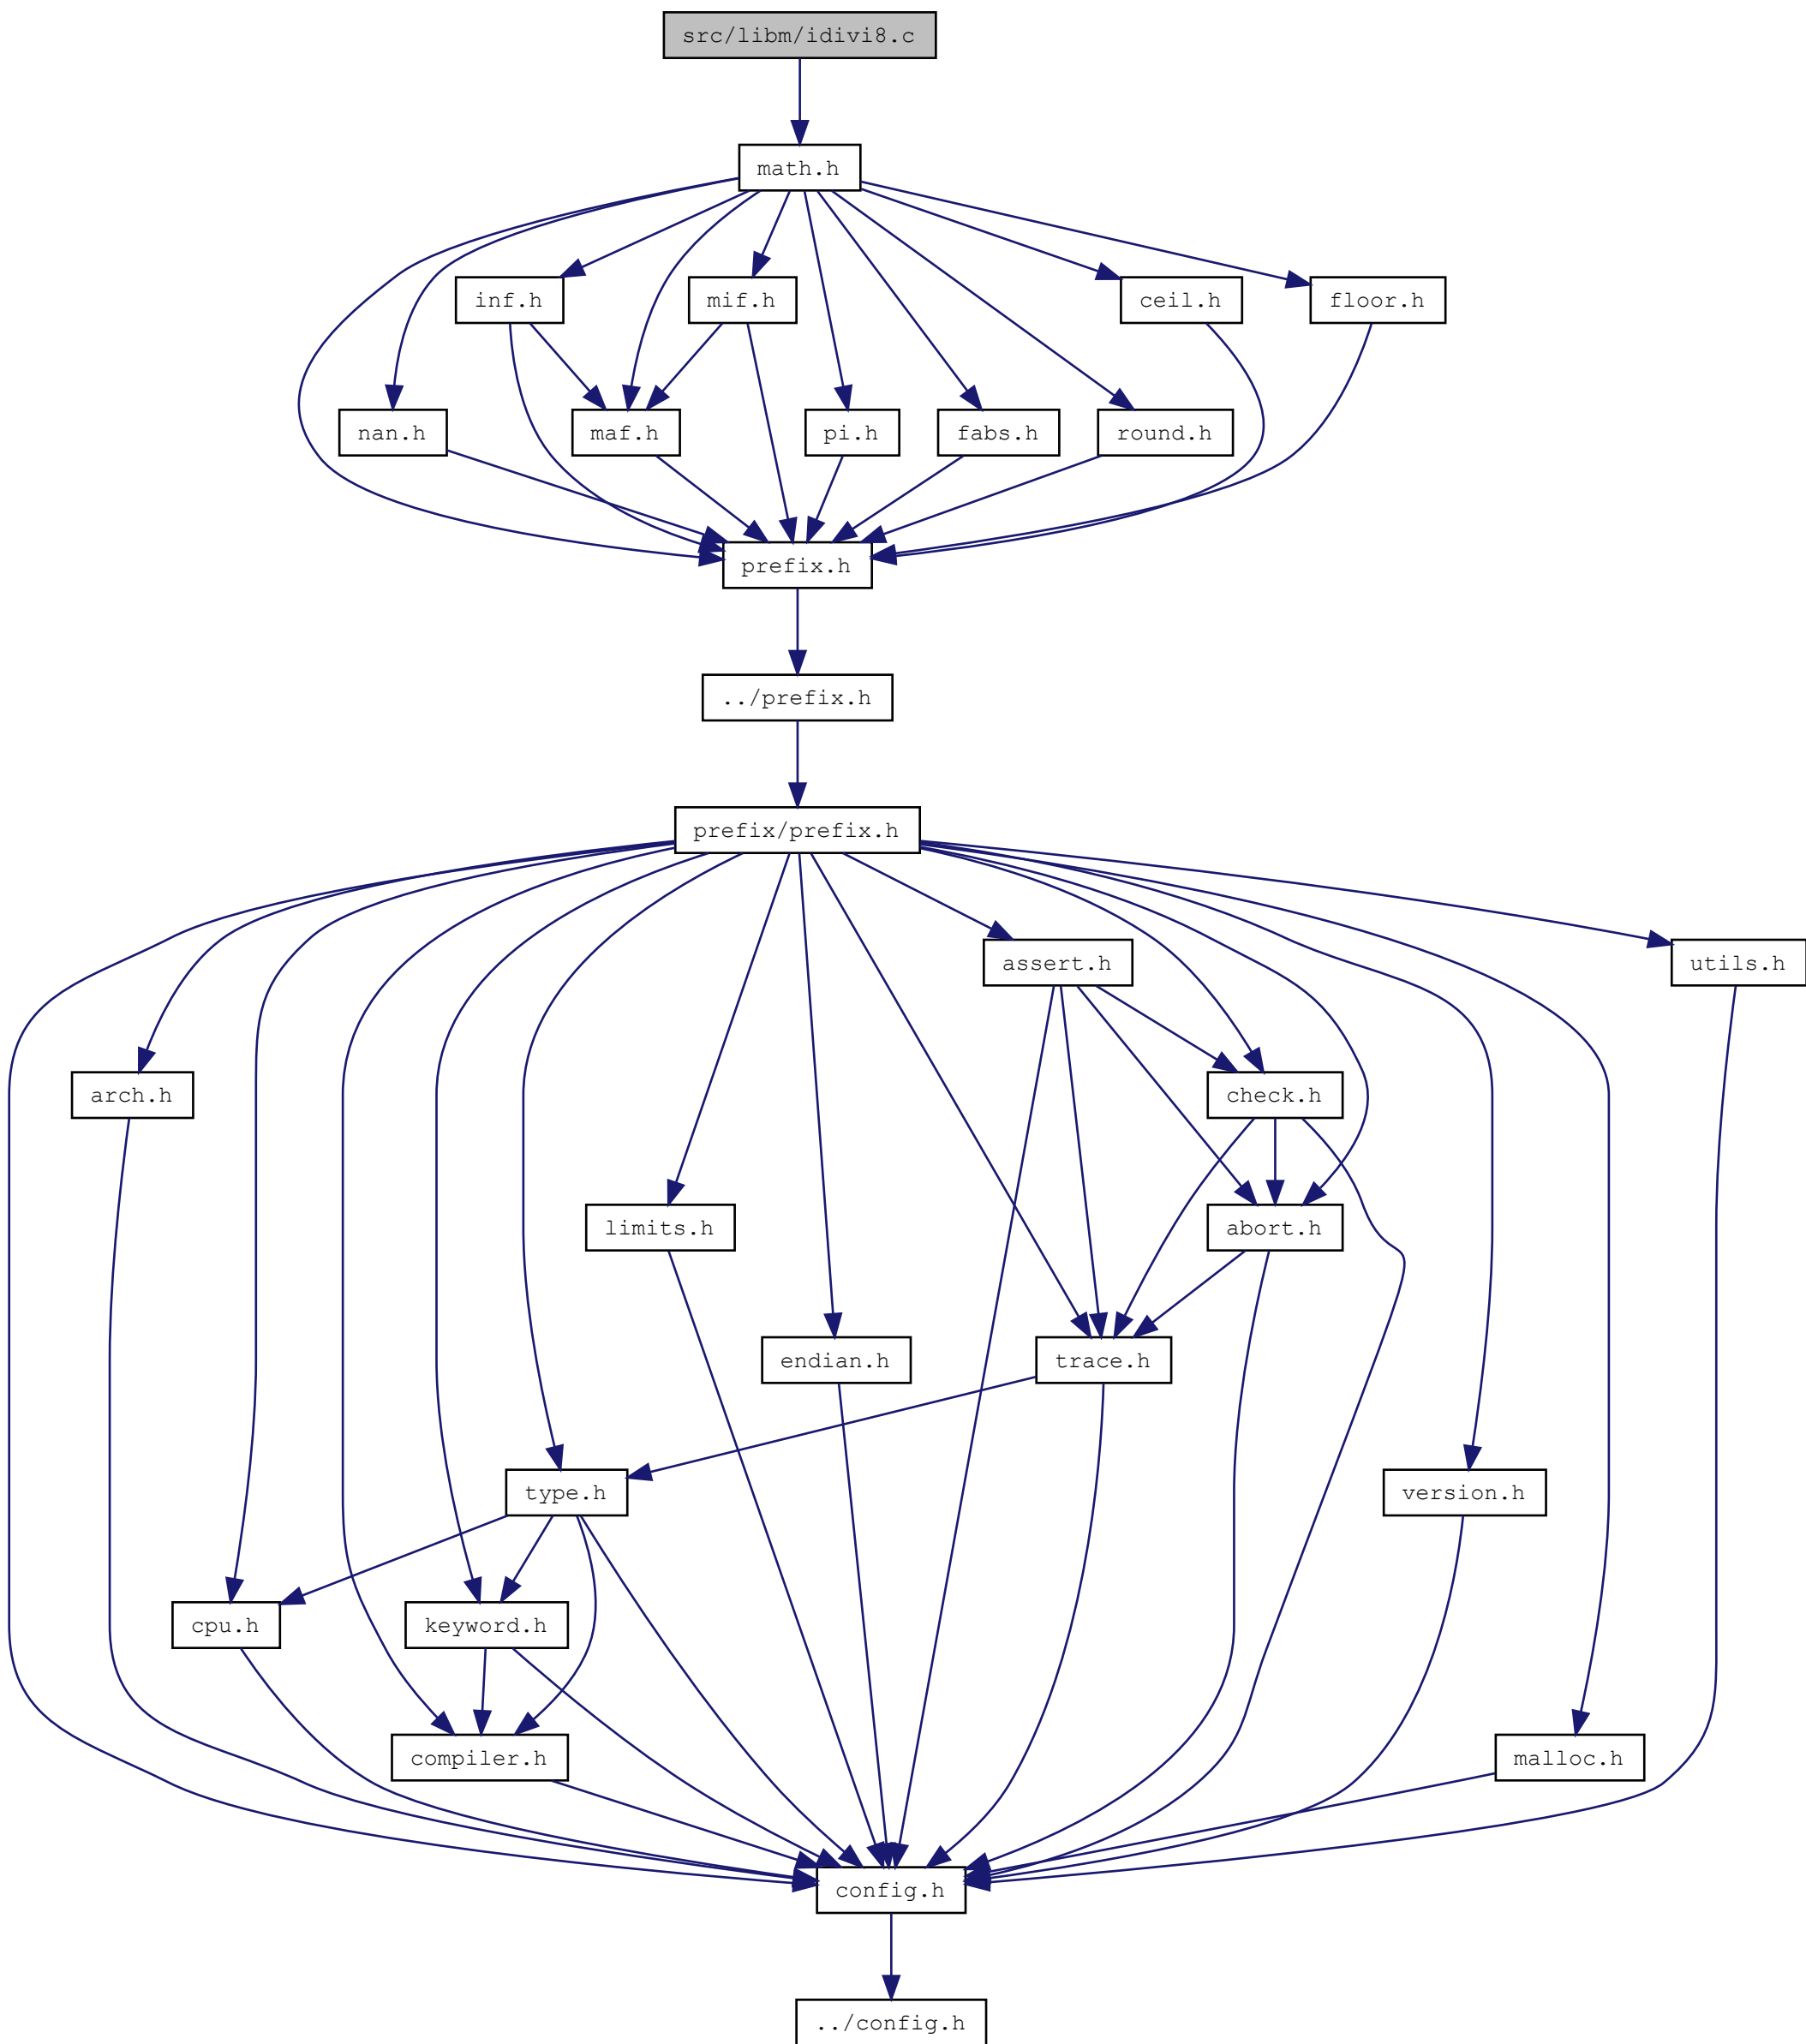 src/libm/idivi8.c
math.h
inf.h
mif.h
ceil.h
floor.h
nan.h
maf.h
pi.h
fabs.h
round.h
prefix.h
../prefix.h
prefix/prefix.h
assert.h
utils.h
arch.h
check.h
limits.h
abort.h
endian.h
trace.h
type.h
version.h
cpu.h
keyword.h
compiler.h
malloc.h
config.h
../config.h